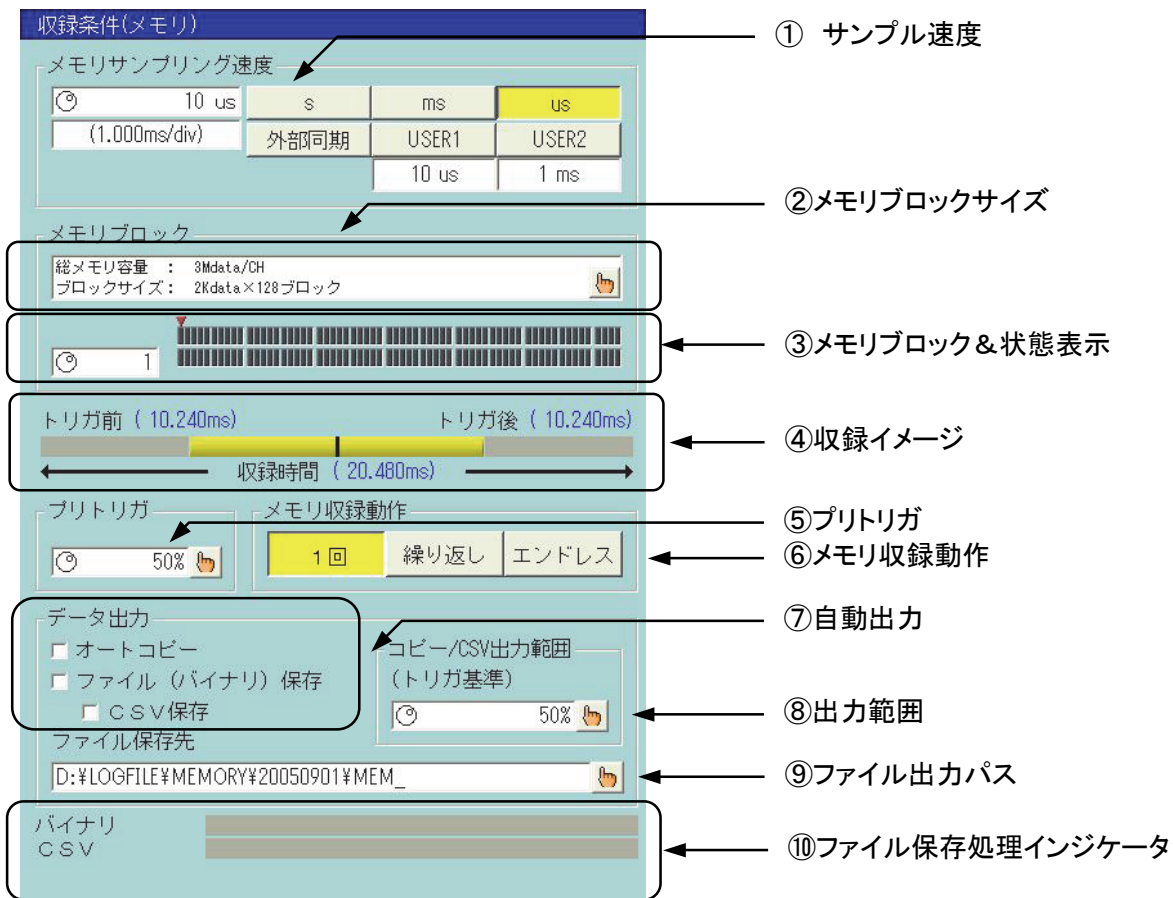 収録条件(メモリ)
① サンプル速度
メモリサンプリング速度
10 us s ms us
(1.000ms/div) 外部同期 USER1 USER2
10 us 1 ms
②メモリブロックサイズ
メモリブロック
総メモリ容量 : 3Mdata/CH
ブロックサイズ: 2Kdata×128ブロック
③メモリブロック&状態表示
1
トリガ前 ( 10.240ms) トリガ後 ( 10.240ms)
④収録イメージ
収録時間 ( 20.480ms)
プリトリガ メモリ収録動作
⑤プリトリガ
50% 1回 繰り返し エンドレス
⑥メモリ収録動作
データ出力
⑦自動出力
オートコピー
コピー/CSV出力範囲
ファイル (バイナリ) 保存
(トリガ基準)
CSV保存
50%
⑧出力範囲
ファイル保存先
D:¥LOGFILE¥MEMORY¥20050901¥MEM_
⑨ファイル出力パス
バイナリ
CSV
⑩ファイル保存処理インジケータ